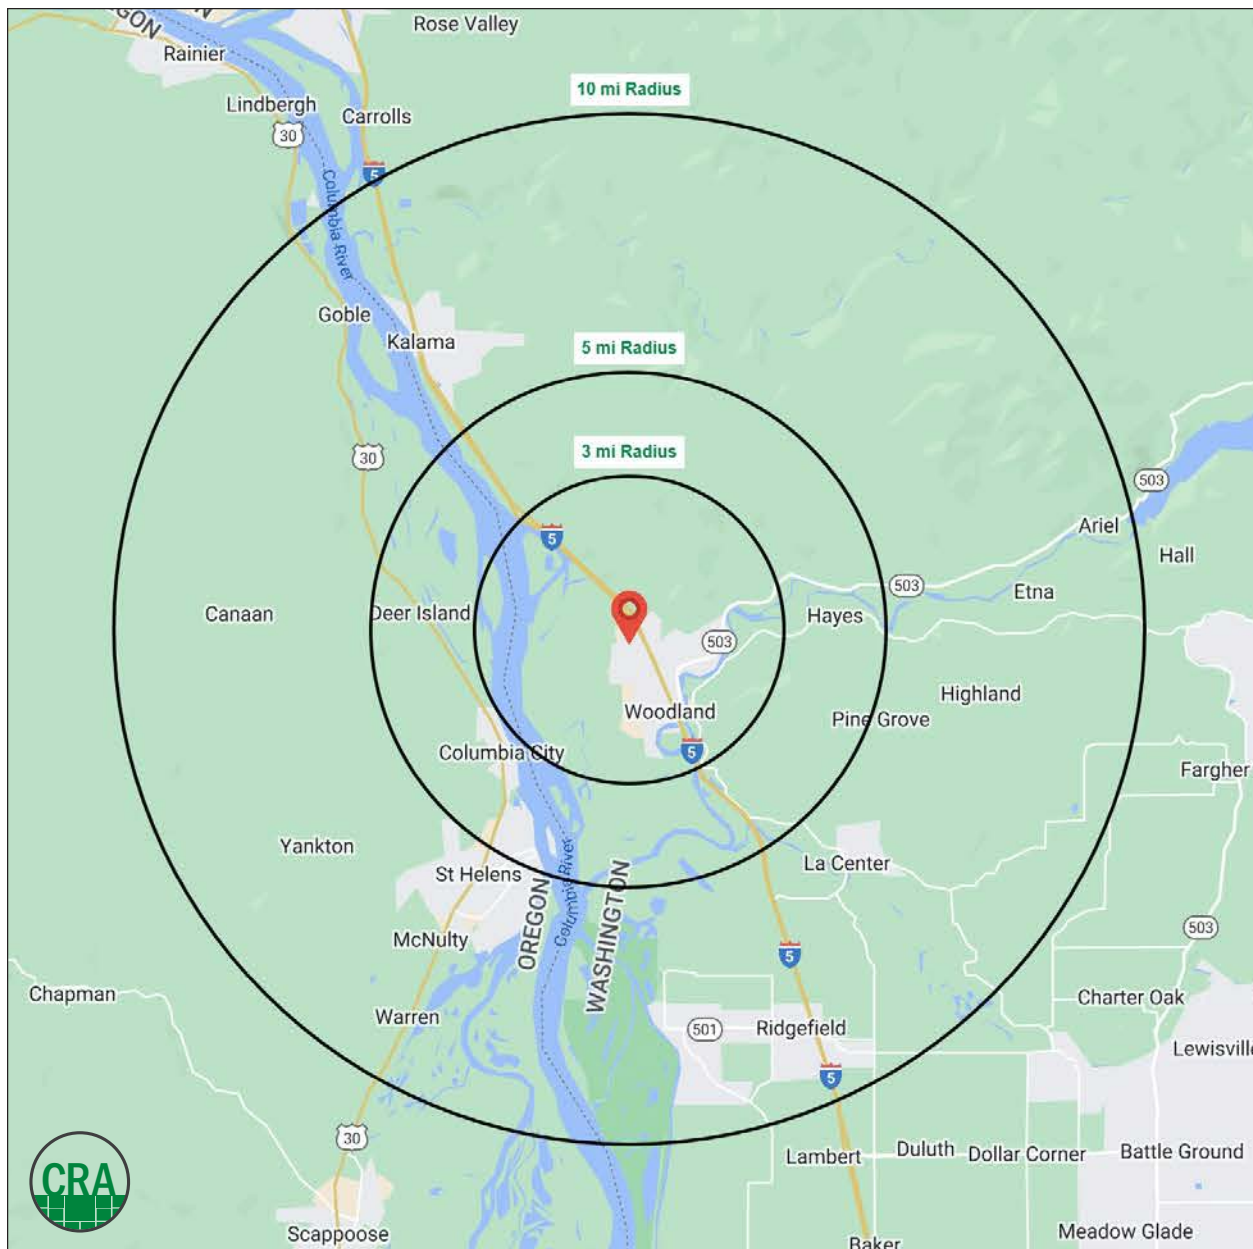 OREGON
Rose Valley
Rainier
10 mi Radius
Lindbergh
30
Carrolls
5
Columbia River
Goble
Kalama
5 mi Radius
30
3 mi Radius
503
Ariel
5
Hall
503
Etna
Canaan
Deer Island
Hayes
503
Highland
Woodland
Pine Grove
Columbia City
5
Fargher
Yankton
Columbia River
La Center
St Helens
OREGON
WASHINGTON
503
McNulty
5
Chapman
Charter Oak
Warren
501
Ridgefield
Lewisville
5
30
Lambert
Duluth
Dollar Corner
Battle Ground
CRA
Scappoose
Meadow Glade
Baker